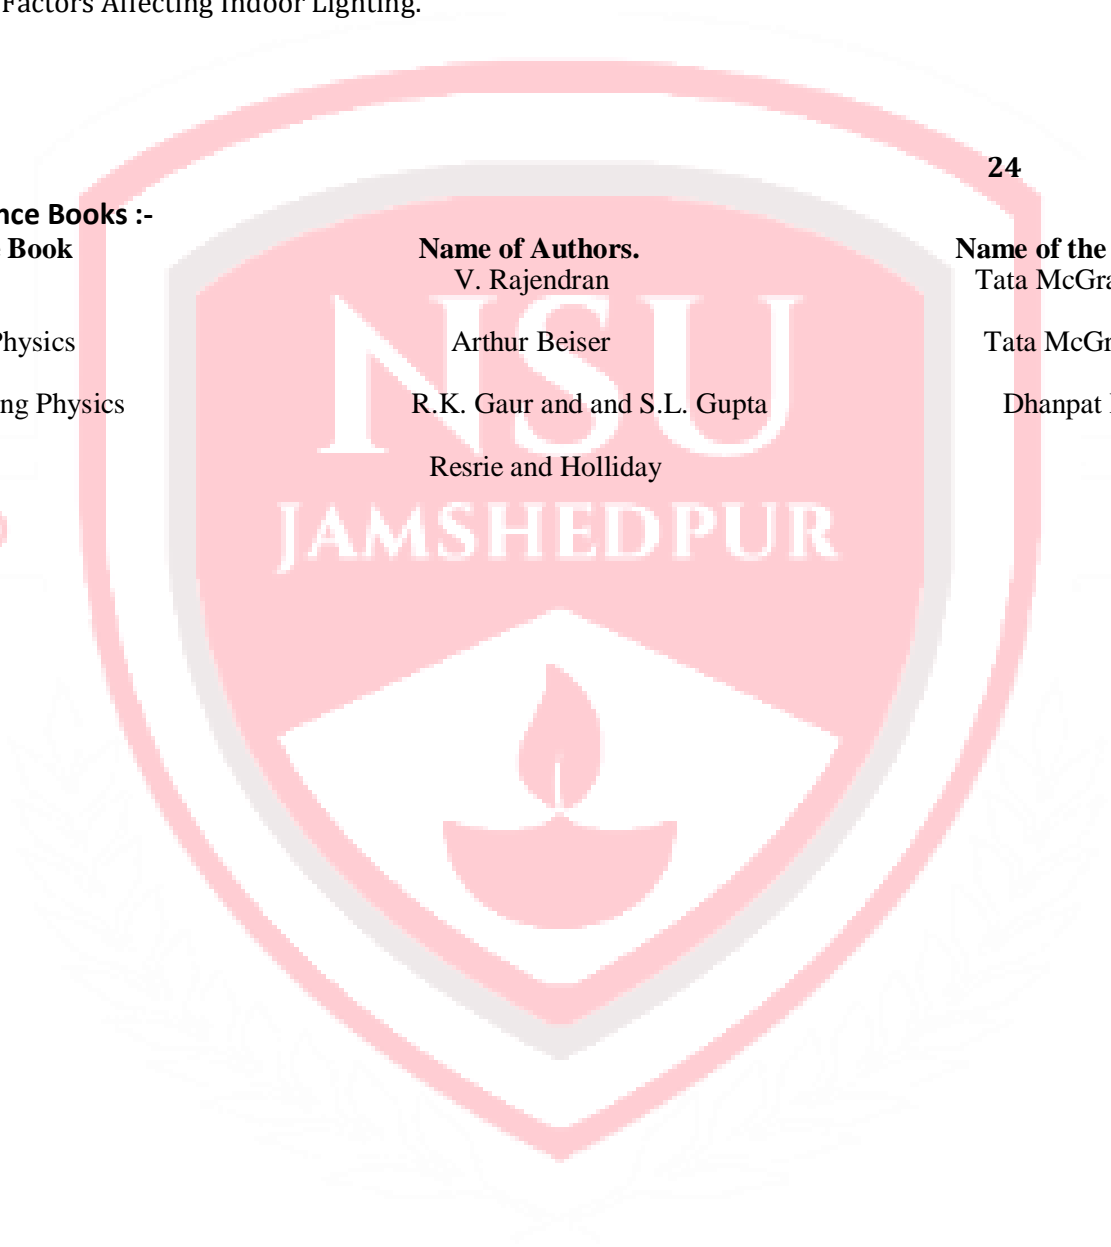 Factors Affecting Indoor Lighting.
24
nce Books :-
Book Name of Authors. Name of the
V. Rajendran Tata McGra
Physics Arthur Beiser Tata McGr
ng Physics R.K. Gaur and and S.L. Gupta Dhanpat
Resrie and Holliday
NSU
JAMSHEDPUR